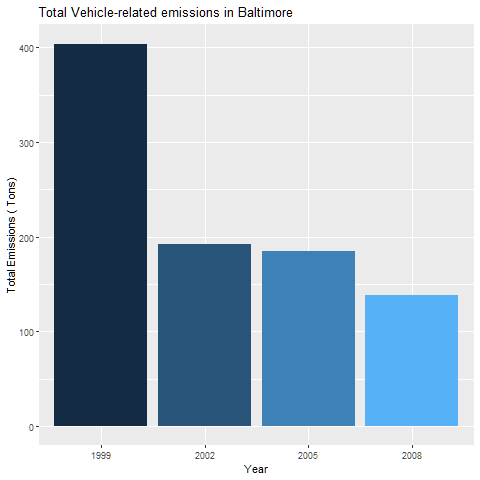 Total Vehicle-related emissions in Baltimore
400
300
200
100
0
Total Emissions ( Tons)
1999 2002 2005 2008
Year